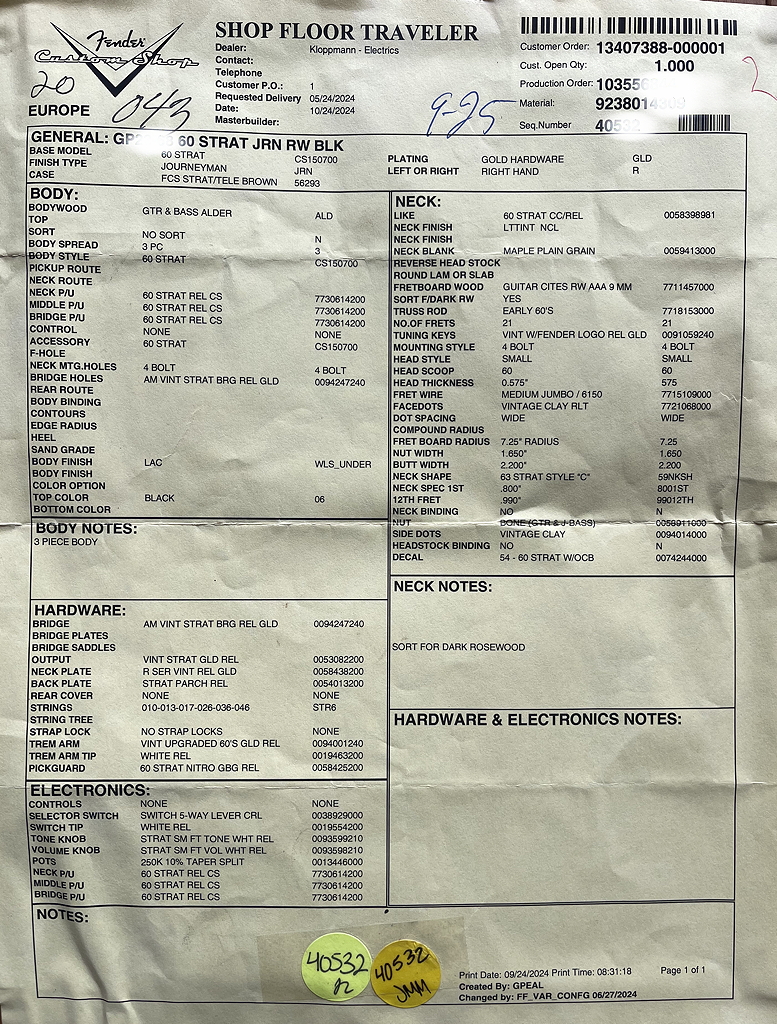 Fender
Custom Shop
20
043
EUROPE
SHOP FLOOR TRAVELER
Dealer: Kloppmann - Electrics
Contact:
Telephone
Customer P.O.: 1
Requested Delivery 05/24/2024
Date: 10/24/2024
Masterbuilder:
9-25
Customer Order: 13407388-000001
Cust. Open Qty: 1.000
Production Order:
Material:
Seq.Number 40532
2
GENERAL: 60 STRAT JRN RW BLK
BASE MODEL 60 STRAT CS150700
FINISH TYPE JOURNEYMAN JRN
CASE FCS STRAT/TELE BROWN 56293
PLATING GOLD HARDWARE GLD
LEFT OR RIGHT RIGHT HAND R
BODY:
BODYWOOD GTR & BASS ALDER ALD
TOP
SORT NO SORT N
BODY SPREAD 3 PC 3
BODY STYLE 60 STRAT CS150700
PICKUP ROUTE
NECK ROUTE
NECK P/U 60 STRAT REL CS 7730614200
MIDDLE P/U 60 STRAT REL CS 7730614200
BRIDGE P/U 60 STRAT REL CS 7730614200
CONTROL NONE NONE
ACCESSORY 60 STRAT CS150700
F-HOLE
NECK MTG.HOLES 4 BOLT 4 BOLT
BRIDGE HOLES AM VINT STRAT BRG REL GLD 0094247240
REAR ROUTE
BODY BINDING
CONTOURS
EDGE RADIUS
HEEL
SAND GRADE
BODY FINISH LAC WLS_UNDER
BODY FINISH
COLOR OPTION
TOP COLOR BLACK 06
BOTTOM COLOR
BODY NOTES:
3 PIECE BODY
HARDWARE:
BRIDGE AM VINT STRAT BRG REL GLD 0094247240
BRIDGE PLATES
BRIDGE SADDLES
OUTPUT VINT STRAT GLD REL 0053082200
NECK PLATE R SER VINT REL GLD 0058438200
BACK PLATE STRAT PARCH REL 0054013200
REAR COVER NONE NONE
STRINGS 010-013-017-026-036-046 STR6
STRING TREE
STRAP LOCK NO STRAP LOCKS NONE
TREM ARM VINT UPGRADED 60'S GLD REL 0094001240
TREM ARM TIP WHITE REL 0019463200
PICKGUARD 60 STRAT NITRO GBG REL 0058425200
ELECTRONICS:
CONTROLS NONE NONE
SELECTOR SWITCH SWITCH 5-WAY LEVER CRL 0038929000
SWITCH TIP WHITE REL 0019554200
TONE KNOB STRAT SM FT TONE WHT REL 0093599210
VOLUME KNOB STRAT SM FT VOL WHT REL 0093598210
POTS 250K 10% TAPER SPLIT 0013446000
NECK P/U 60 STRAT REL CS 7730614200
MIDDLE P/U 60 STRAT REL CS 7730614200
BRIDGE P/U 60 STRAT REL CS 7730614200
NECK:
LIKE 60 STRAT CC/REL 0058398981
NECK FINISH LTTINT NCL
NECK FINISH
NECK BLANK MAPLE PLAIN GRAIN 0059413000
REVERSE HEAD STOCK
ROUND LAM OR SLAB
FRETBOARD WOOD GUITAR CITES RW AAA 9 MM 7711457000
SORT F/DARK RW YES
TRUSS ROD EARLY 60'S 7718153000
NO.OF FRETS 21 21
TUNING KEYS VINT W/FENDER LOGO REL GLD 0091059240
MOUNTING STYLE 4 BOLT 4 BOLT
HEAD STYLE SMALL SMALL
HEAD SCOOP 60 60
HEAD THICKNESS 0.575" 575
FRET WIRE MEDIUM JUMBO / 6150 7715109000
FACEDOTS VINTAGE CLAY RLT 7721068000
DOT SPACING WIDE WIDE
COMPOUND RADIUS
FRET BOARD RADIUS 7.25" RADIUS 7.25
NUT WIDTH 1.650" 1.650
BUTT WIDTH 2.200" 2.200
NECK SHAPE 63 STRAT STYLE "C" 59NKSH
NECK SPEC 1ST .800" 8001ST
12TH FRET .990" 99012TH
NECK BINDING NO N
NUT BONE (GTR & J-BASS) 0058911000
SIDE DOTS VINTAGE CLAY 0094014000
HEADSTOCK BINDING NO N
DECAL 54 - 60 STRAT W/OCB 0074244000
NECK NOTES:
SORT FOR DARK ROSEWOOD
HARDWARE & ELECTRONICS NOTES:
NOTES:
40532
40532
JMM
Print Date: 09/24/2024 Print Time: 08:31:18 Page 1 of 1
Created By: GPEAL
Changed by: FF_VAR_CONFG 06/27/2024